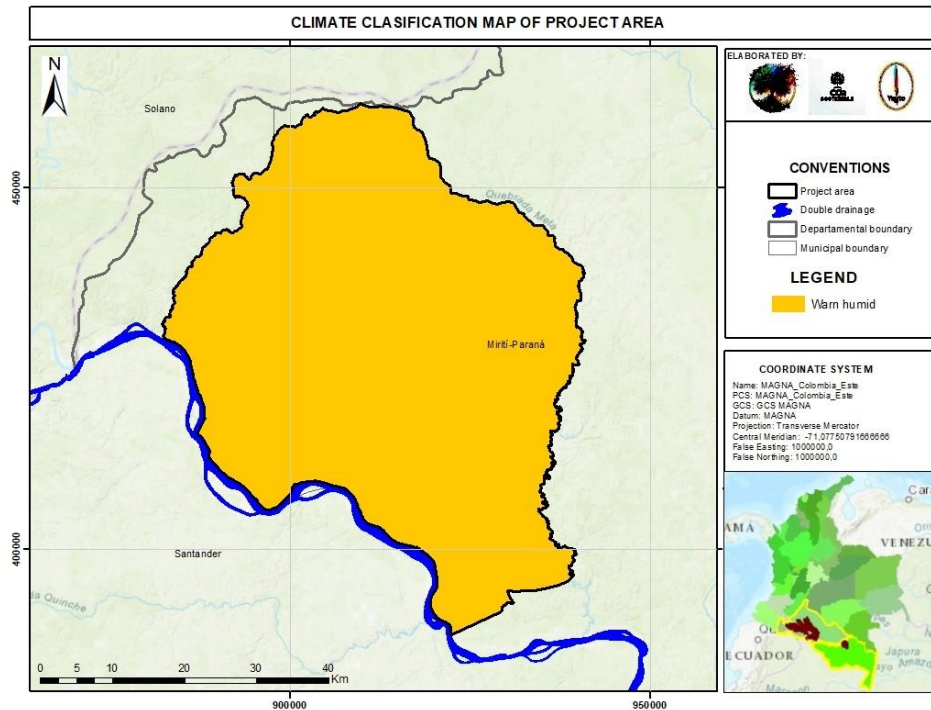 CLIMATE CLASIFICATION MAP OF PROJECT AREA
N
Solano
450000
Quebrada Meta
Mirití-Paraná
400000
Santander
0 5 10 20 30 40
Km
900000 950000
ELABORATED BY:
CONVENTIONS
Project area
Double drainage
Departamental boundary
Municipal boundary
LEGEND
Warn humid
COORDINATE SYSTEM
Name: MAGNA_Colombia_Este
PCS: MAGNA_Colombia_Este
GCS: GCS MAGNA
Datum: MAGNA
Projection: Transverse Mercator
Central Meridian: -71,07750791666666
False Easting: 1000000,0
False Northing: 1000000,0
VENEZU
ECUADOR
Japura